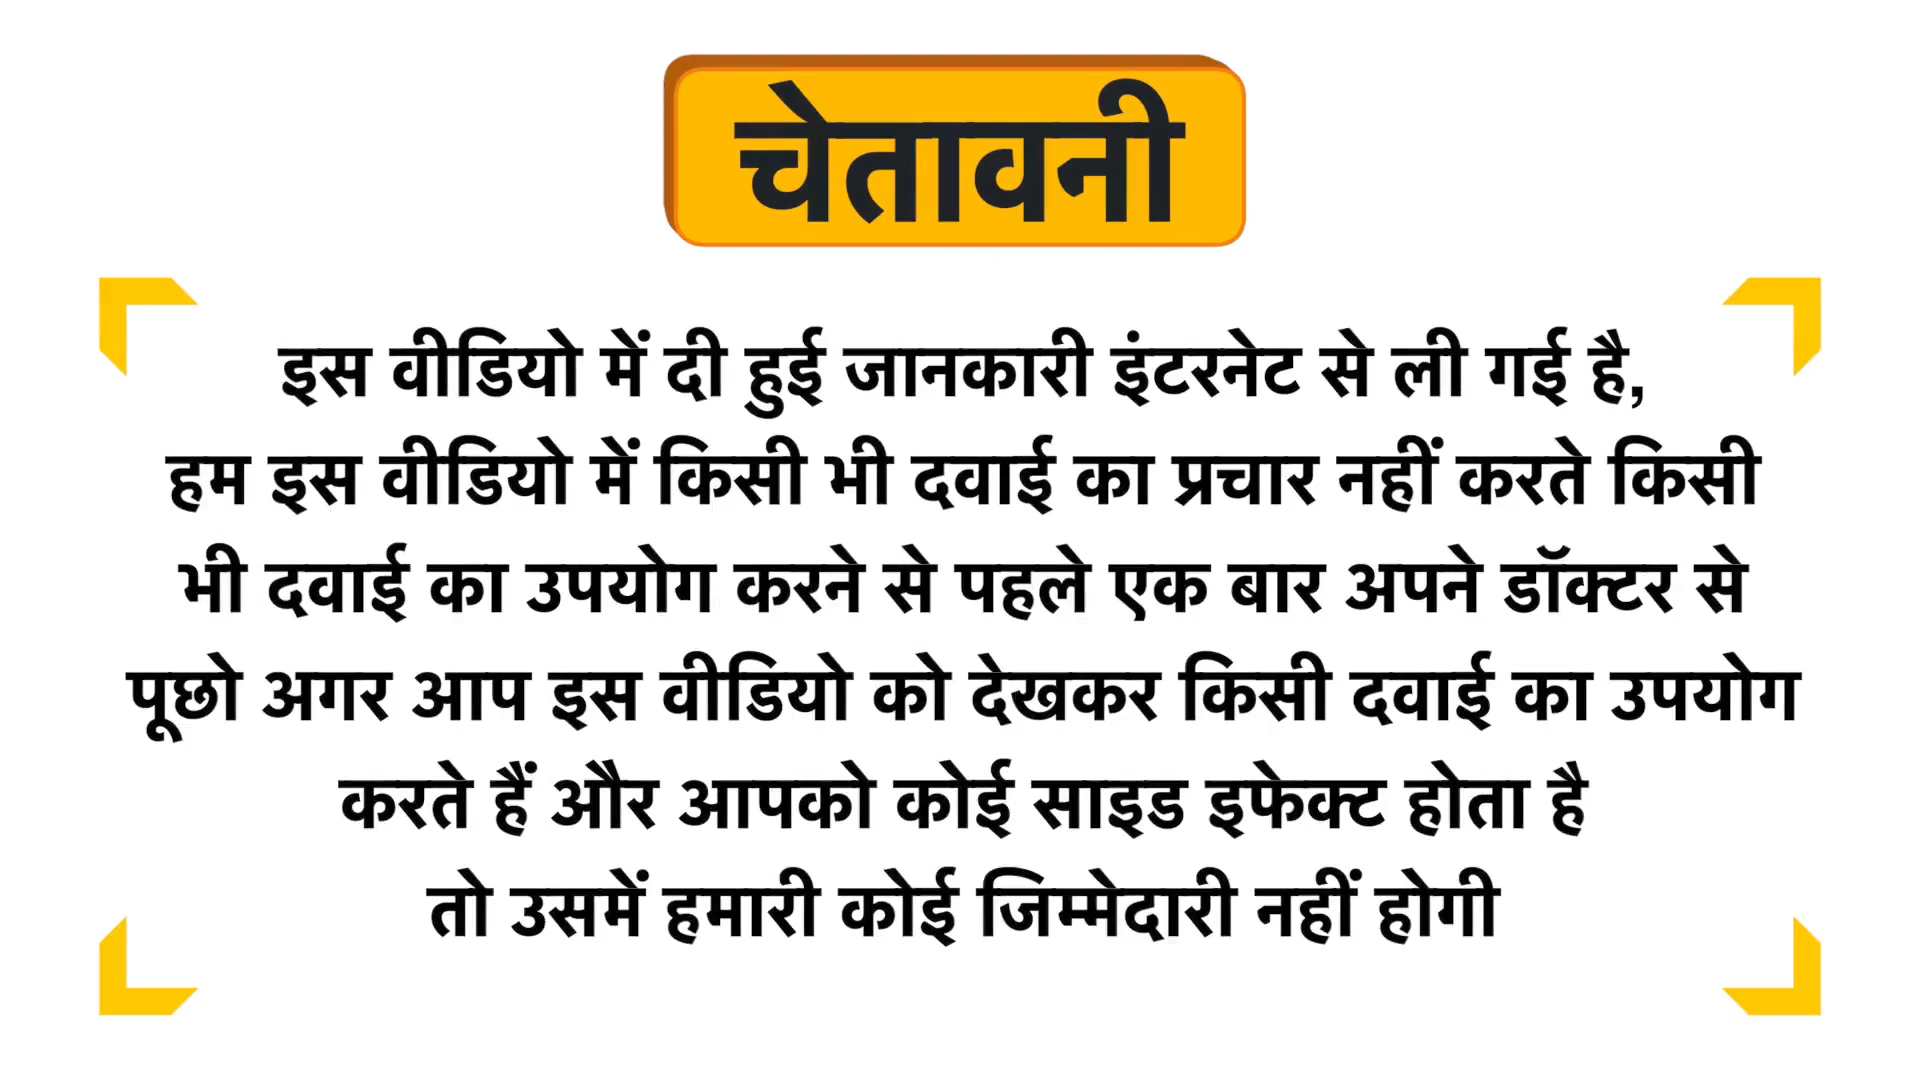 चेतावनी
इस वीडियो में दी हुई जानकारी इंटरनेट से ली गई है,
हम इस वीडियो में किसी भी दवाई का प्रचार नहीं करते किसी
भी दवाई का उपयोग करने से पहले एक बार अपने डॉक्टर से
पूछो अगर आप इस वीडियो को देखकर किसी दवाई का उपयोग
करते हैं और आपको कोई साइड इफेक्ट होता है
तो उसमें हमारी कोई जिम्मेदारी नहीं होगी